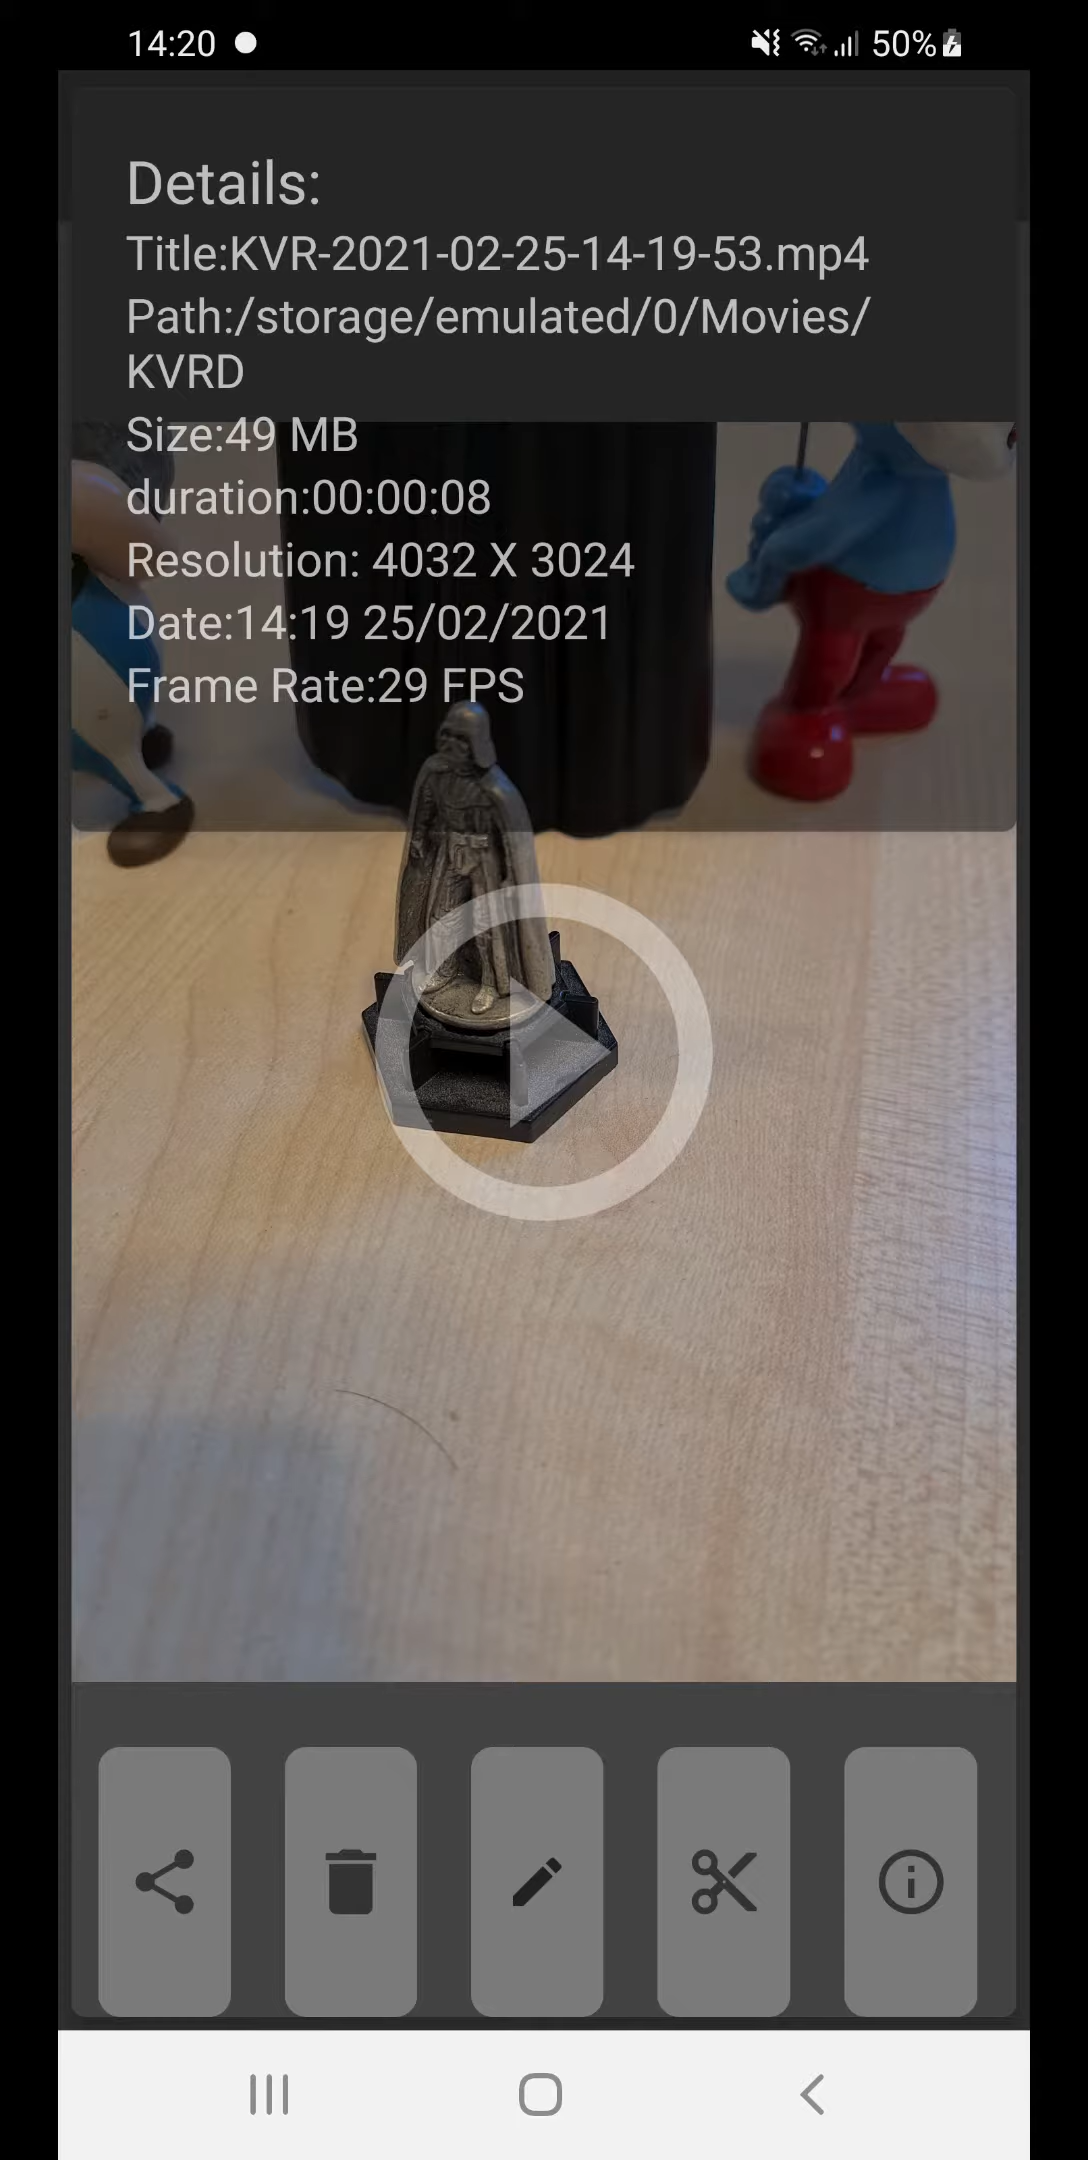 14:20 50%
Details:
Title:KVR-2021-02-25-14-19-53.mp4
Path:/storage/emulated/0/Movies/
KVRD
Size:49 MB
duration:00:00:08
Resolution: 4032 X 3024
Date:14:19 25/02/2021
Frame Rate:29 FPS